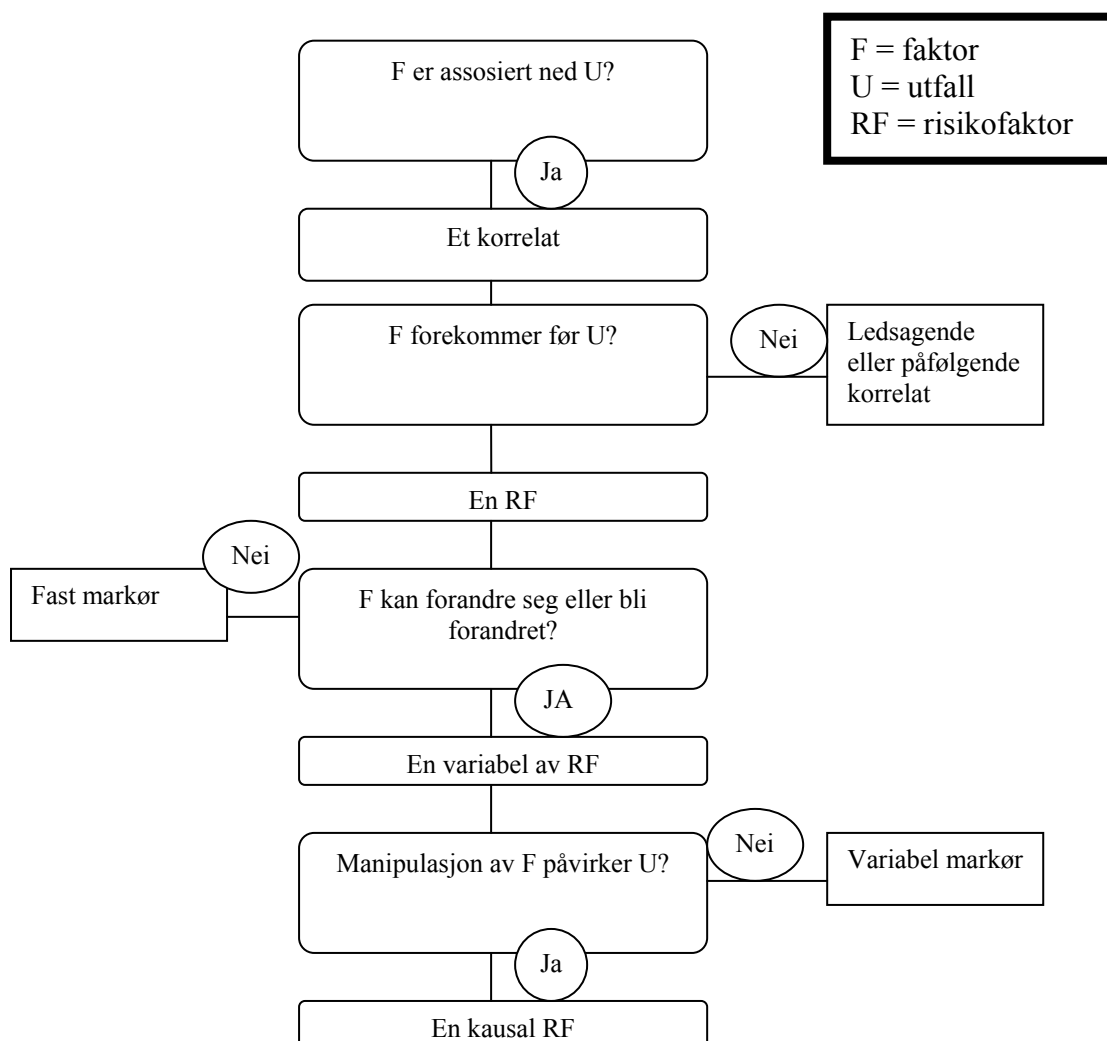 F er assosiert ned U?
F = faktor
U = utfall
RF = risikofaktor
Ja
Et korrelat
F forekommer før U?
Nei
Ledsagende
eller påfølgende
korrelat
En RF
Nei
Fast markør
F kan forandre seg eller bli
forandret?
JA
En variabel av RF
Manipulasjon av F påvirker U?
Nei
Variabel markør
Ja
En kausal RF